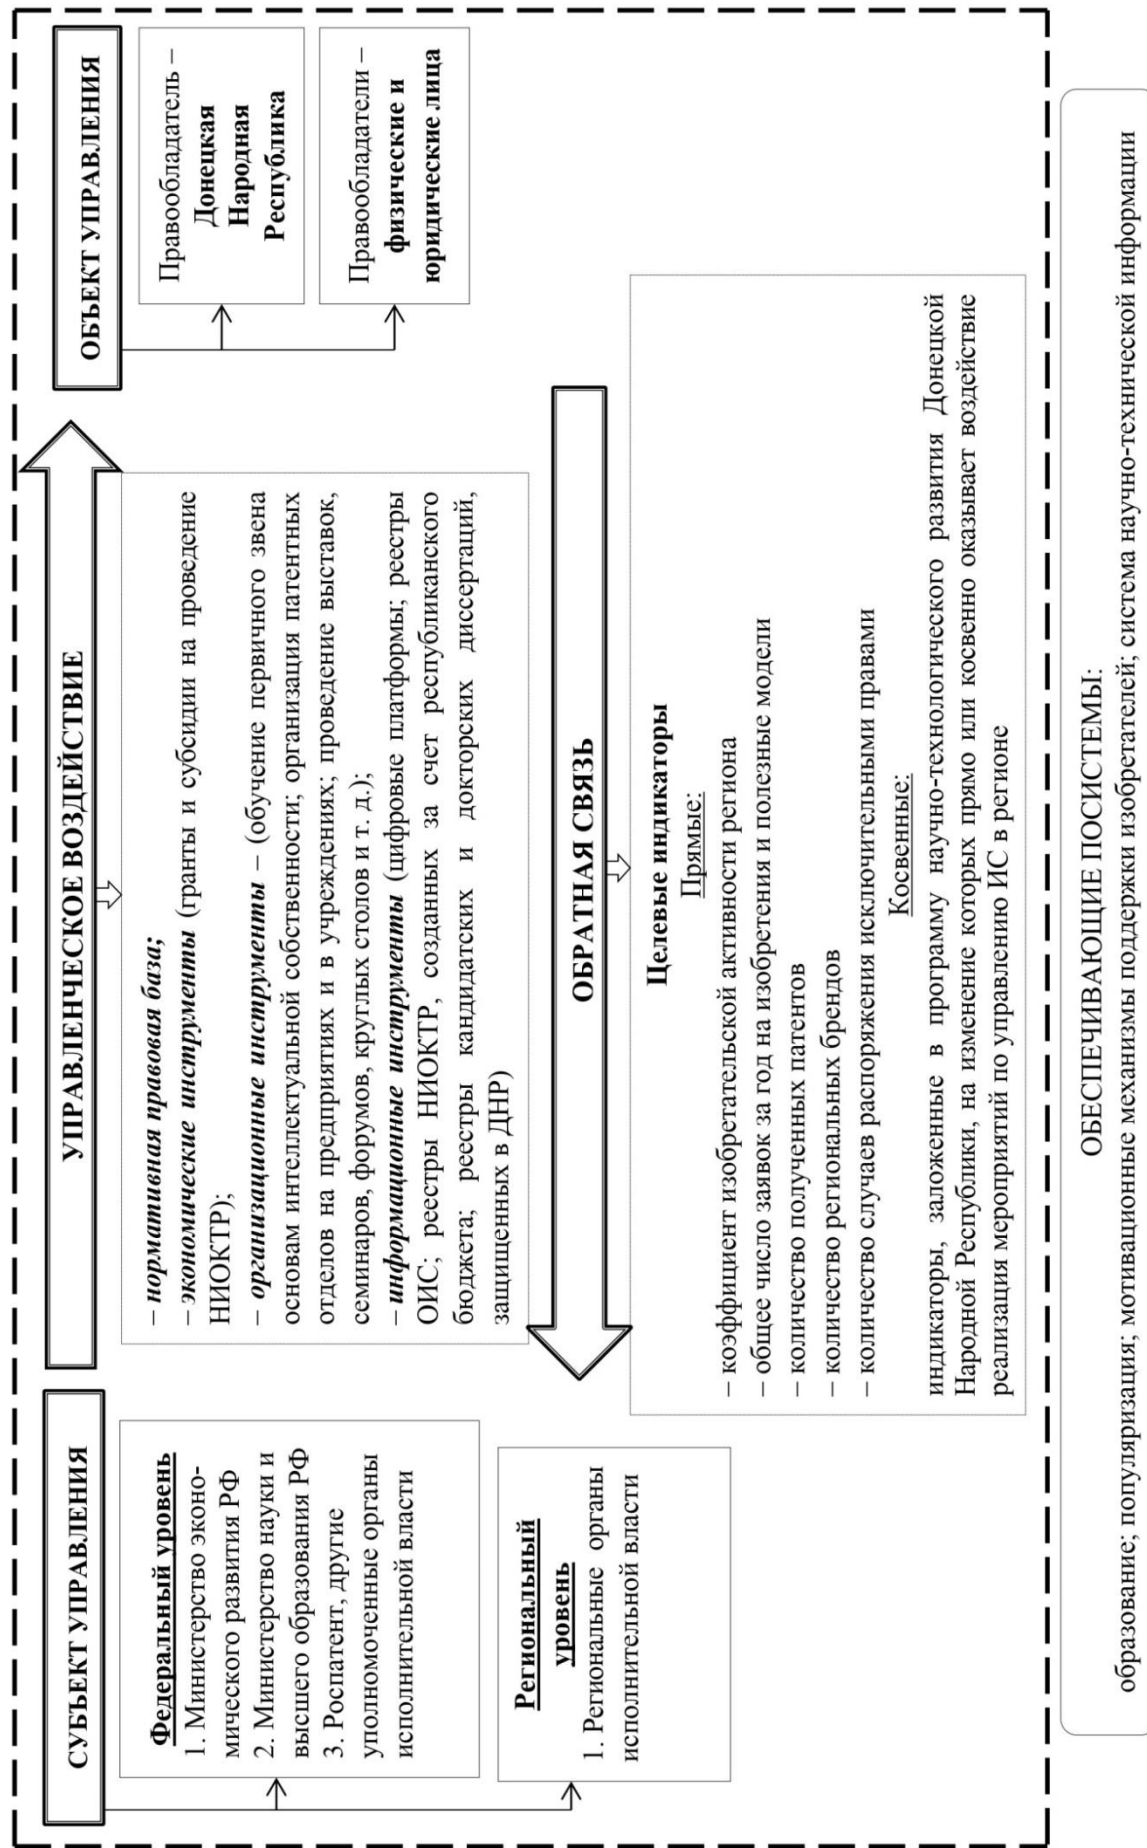 СУБЪЕКТ УПРАВЛЕНИЯ
Федеральный уровень
1. Министерство эконо-
мического развития РФ
2. Министерство науки и
высшего образования РФ
3. Роспатент, другие
уполномоченные органы
исполнительной власти
Региональный
уровень
1. Региональные органы
исполнительной власти
УПРАВЛЕНЧЕСКОЕ ВОЗДЕЙСТВИЕ
– нормативная правовая база;
– экономические инструменты (гранты и субсидии на проведение
НИОКТР);
– организационные инструменты – (обучение первичного звена
основам интеллектуальной собственности; организация патентных
отделов на предприятиях и в учреждениях; проведение выставок,
семинаров, форумов, круглых столов и т. д.);
– информационные инструменты (цифровые платформы; реестры
ОИС; реестры НИОКТР, созданных за счет республиканского
бюджета; реестры кандидатских и докторских диссертаций,
защищенных в ДНР)
ОБЪЕКТ УПРАВЛЕНИЯ
Правообладатель –
Донецкая
Народная
Республика
Правообладатели –
физические и
юридические лица
ОБРАТНАЯ СВЯЗЬ
Целевые индикаторы
Прямые:
– коэффициент изобретательской активности региона
– общее число заявок за год на изобретения и полезные модели
– количество полученных патентов
– количество региональных брендов
– количество случаев распоряжения исключительными правами
Косвенные:
индикаторы, заложенные в программу научно-технологического развития Донецкой
Народной Республики, на изменение которых прямо или косвенно оказывает воздействие
реализация мероприятий по управлению ИС в регионе
ОБЕСПЕЧИВАЮЩИЕ ПОСИСТЕМЫ:
образование; популяризация; мотивационные механизмы поддержки изобретателей; система научно-технической информации